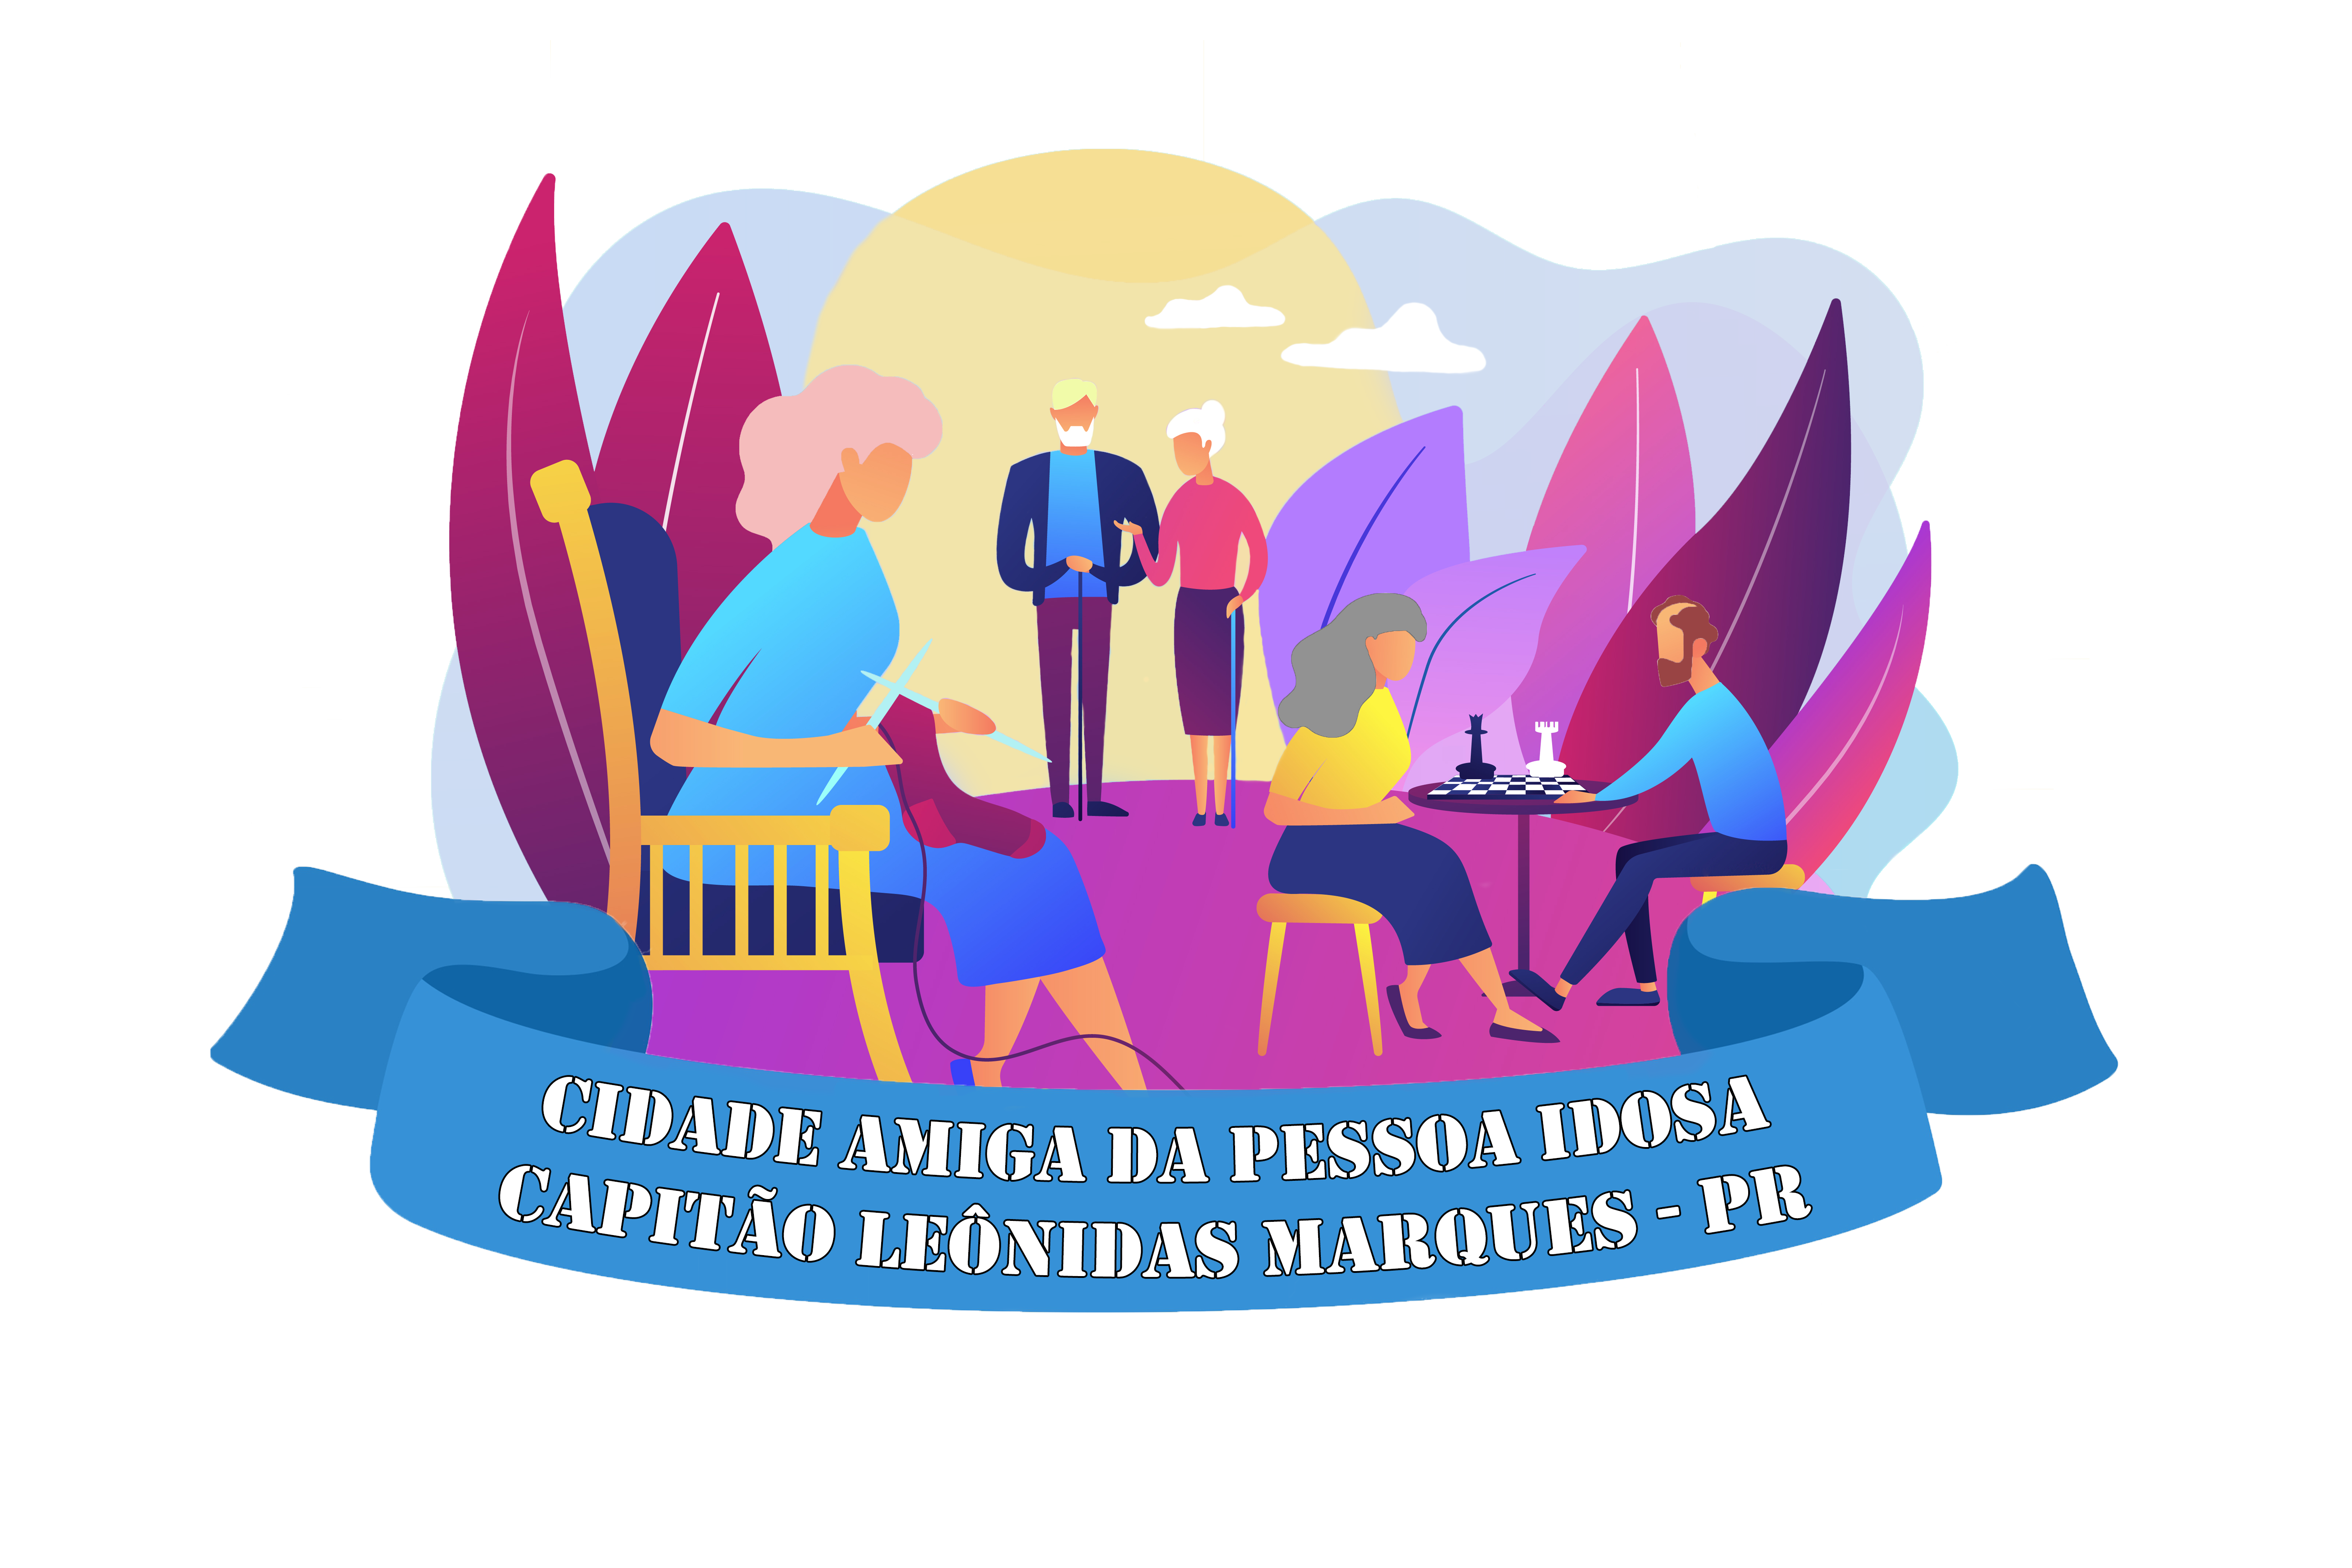 CIDADE AMIGA DA PESSOA IDOSA
CAPITÃO LEÔNIDAS MARQUES - PR